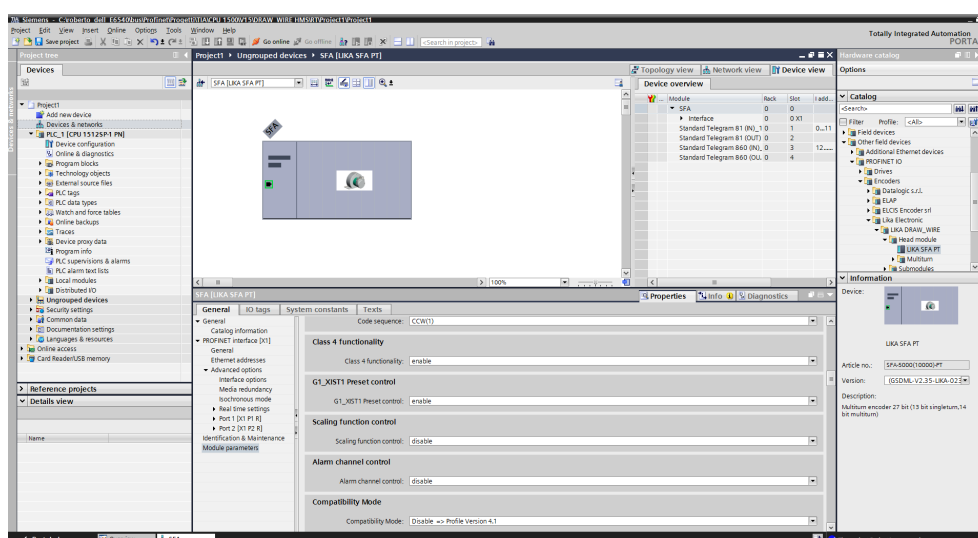 Siemens - C:\roberto_dell_E6540\bus\Profinet\Progetti\TIA\CPU 1500\V15\DRAW_WIRE HMS\RT\Project1\Project1
Project Edit View Insert Online Options Tools Window Help
Save project
Go online
Go offline
<Search in project>
Totally Integrated Automation
PORTA
Project tree
Devices
Project1
Add new device
Devices & networks
PLC_1 [CPU 1512SP-1 PN]
Device configuration
Online & diagnostics
Program blocks
Technology objects
External source files
PLC tags
PLC data types
Watch and force tables
Online backups
Traces
Device proxy data
Program info
PLC supervisions & alarms
PLC alarm text lists
Local modules
Distributed I/O
Ungrouped devices
Security settings
Common data
Documentation settings
Languages & resources
Online access
Card Reader/USB memory
Reference projects
Details view
Name
Devices & networks
Project1 ▸ Ungrouped devices ▸ SFA [LIKA SFA PT]
Topology view
Network view
Device view
SFA [LIKA SFA PT]
SFA
100%
Device overview
Module Rack Slot I add...
SFA 0 0
Interface 0 0 X1
Standard Telegram 81 (IN)_1 0 1 0...11
Standard Telegram 81 (OUT) 0 2
Standard Telegram 860 (IN)_ 0 3 12......
Standard Telegram 860 (OU. 0 4
SFA [LIKA SFA PT]
Properties
Info
Diagnostics
General IO tags System constants Texts
General
Catalog information
PROFINET interface [X1]
General
Ethernet addresses
Advanced options
Interface options
Media redundancy
Isochronous mode
Real time settings
Port 1 [X1 P1 R]
Port 2 [X1 P2 R]
Identification & Maintenance
Module parameters
Code sequence: CCW(1)
Class 4 functionality
Class 4 functionality: enable
G1_XIST1 Preset control
G1_XIST1 Preset control: enable
Scaling function control
Scaling function control: disable
Alarm channel control
Alarm channel control: disable
Compatibility Mode
Compatibility Mode: Disable => Profile Version 4.1
Hardware catalog
Options
Catalog
<Search>
Filter Profile: <All>
Field devices
Other field devices
Additional Ethernet devices
PROFINET IO
Drives
Encoders
Datalogic s.r.l.
ELAP
ELCIS Encoder srl
Lika Electronic
LIKA DRAW_WIRE
Head module
LIKA SFA PT
Multiturn
Submodules
Information
Device:
LIKA SFA PT
Article no.: SFA-5000(10000)-PT
Version: (GSDML-V2.35-LIKA-023
Description:
Multiturn encoder 27 bit (13 bit singleturn,14
bit multiturn)